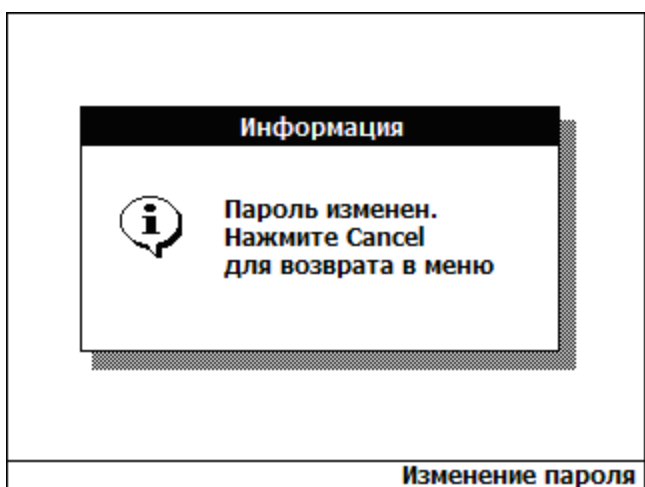 Информация
Пароль изменен.
Нажмите Cancel
для возврата в меню
Изменение пароля